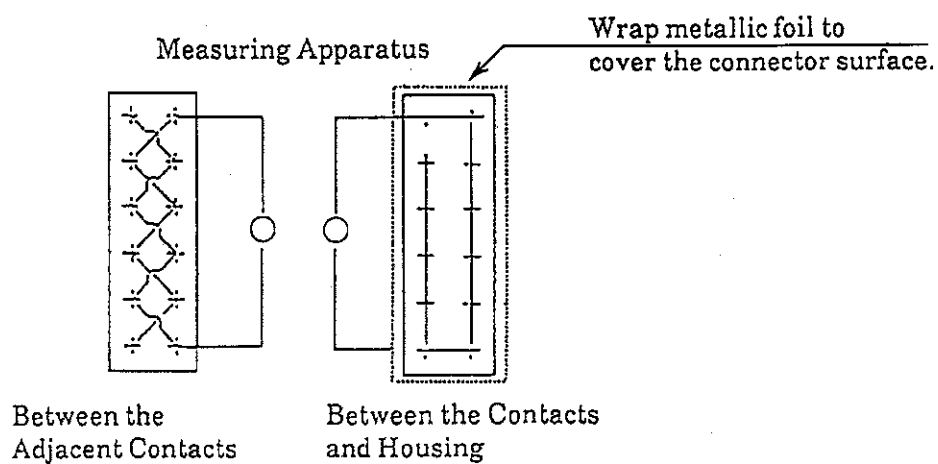 Measuring Apparatus
Wrap metallic foil to
cover the connector surface.
Between the
Adjacent Contacts
Between the Contacts
and Housing